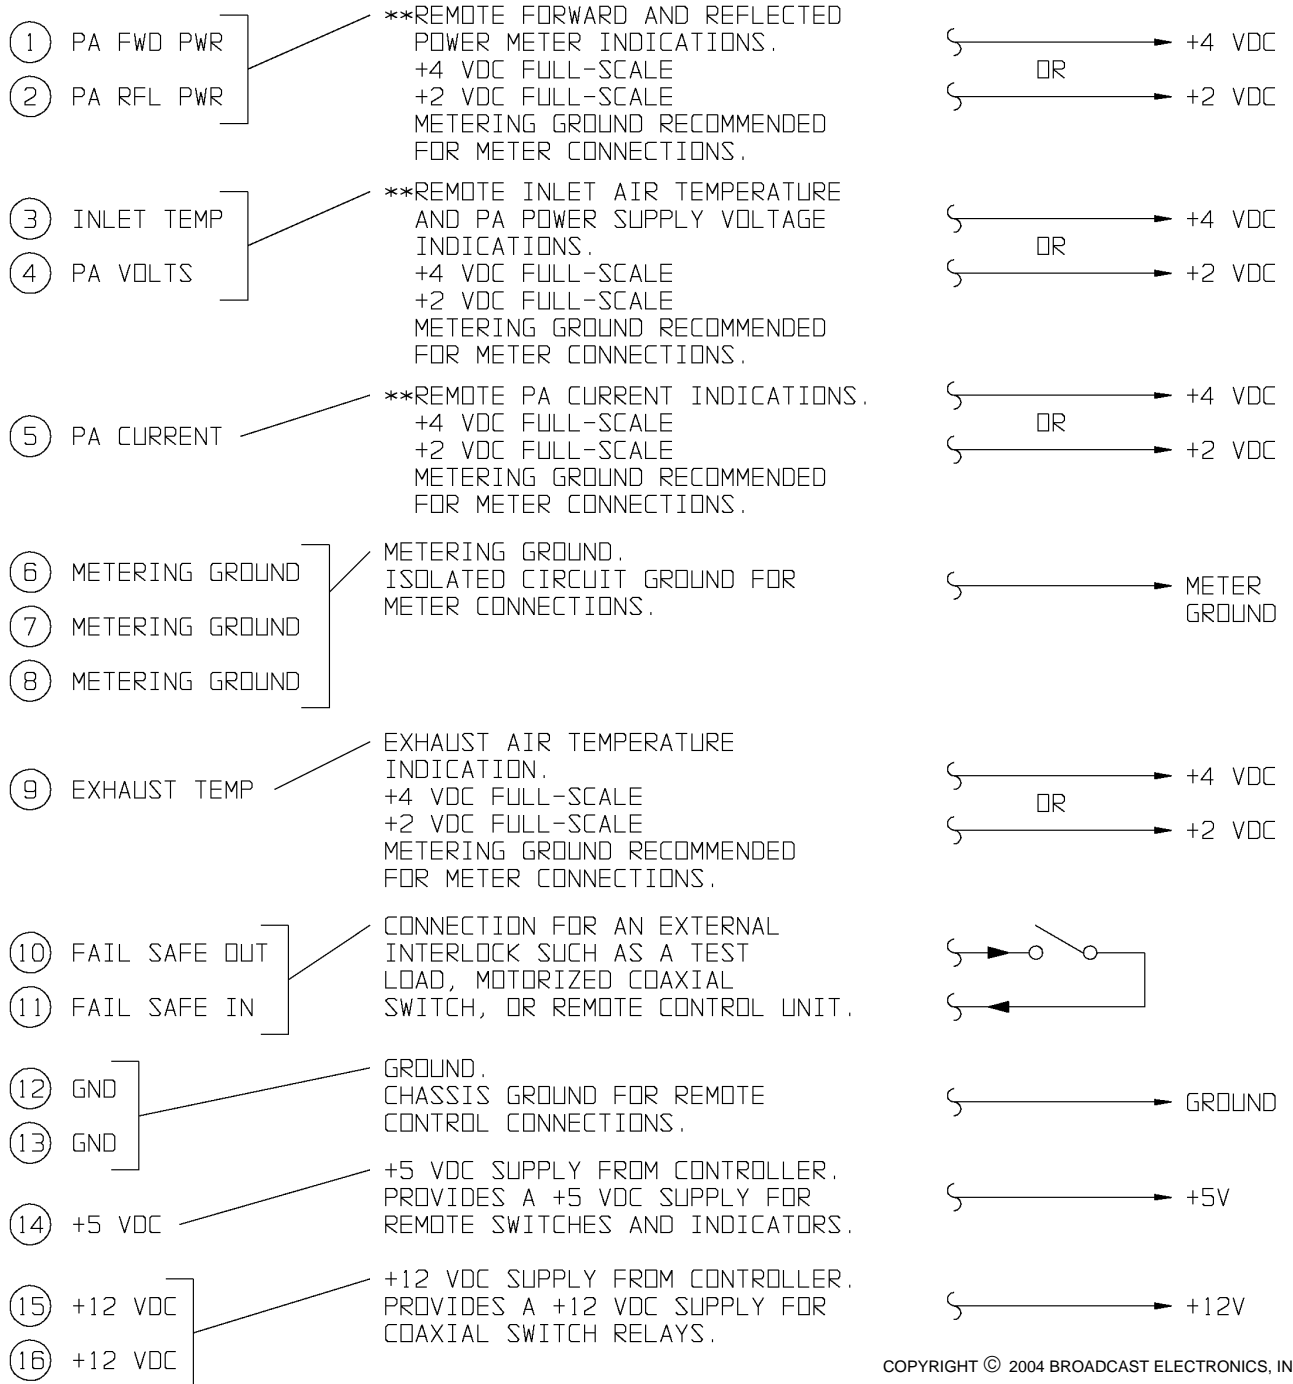 1 PA FWD PWR
2 PA RFL PWR
**REMOTE FORWARD AND REFLECTED
POWER METER INDICATIONS.
+4 VDC FULL-SCALE
+2 VDC FULL-SCALE
METERING GROUND RECOMMENDED
FOR METER CONNECTIONS.
+4 VDC
OR
+2 VDC
3 INLET TEMP
4 PA VOLTS
**REMOTE INLET AIR TEMPERATURE
AND PA POWER SUPPLY VOLTAGE
INDICATIONS.
+4 VDC FULL-SCALE
+2 VDC FULL-SCALE
METERING GROUND RECOMMENDED
FOR METER CONNECTIONS.
+4 VDC
OR
+2 VDC
5 PA CURRENT
**REMOTE PA CURRENT INDICATIONS.
+4 VDC FULL-SCALE
+2 VDC FULL-SCALE
METERING GROUND RECOMMENDED
FOR METER CONNECTIONS.
+4 VDC
OR
+2 VDC
6 METERING GROUND
7 METERING GROUND
8 METERING GROUND
METERING GROUND.
ISOLATED CIRCUIT GROUND FOR
METER CONNECTIONS.
METER
GROUND
9 EXHAUST TEMP
EXHAUST AIR TEMPERATURE
INDICATION.
+4 VDC FULL-SCALE
+2 VDC FULL-SCALE
METERING GROUND RECOMMENDED
FOR METER CONNECTIONS.
+4 VDC
OR
+2 VDC
10 FAIL SAFE OUT
11 FAIL SAFE IN
CONNECTION FOR AN EXTERNAL
INTERLOCK SUCH AS A TEST
LOAD, MOTORIZED COAXIAL
SWITCH, OR REMOTE CONTROL UNIT.
12 GND
13 GND
GROUND.
CHASSIS GROUND FOR REMOTE
CONTROL CONNECTIONS.
GROUND
14 +5 VDC
+5 VDC SUPPLY FROM CONTROLLER.
PROVIDES A +5 VDC SUPPLY FOR
REMOTE SWITCHES AND INDICATORS.
+5V
15 +12 VDC
16 +12 VDC
+12 VDC SUPPLY FROM CONTROLLER.
PROVIDES A +12 VDC SUPPLY FOR
COAXIAL SWITCH RELAYS.
+12V
COPYRIGHT © 2004 BROADCAST ELECTRONICS, IN